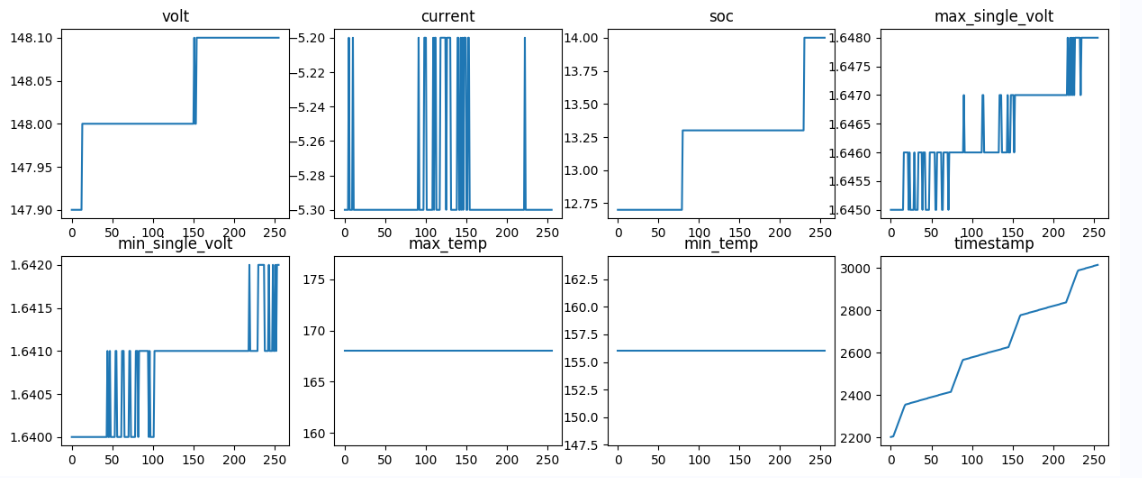 volt current soc max_single_volt
148.10 −5.20 14.00 1.6480
148.05 −5.22 13.75 1.6475
−5.24 13.50 1.6470
148.00 −5.26 13.25 1.6465
1.6460
147.95 −5.28 13.00 1.6455
147.90 −5.30 12.75 1.6450
0 50 100 150 200 250 0 50 100 150 200 250 0 50 100 150 200 250 0 50 100 150 200 250
min_single_volt max_temp min_temp timestamp
1.6420 175 162.5 3000
1.6415 170 160.0 2800
157.5
1.6410 165 155.0 2600
1.6405 152.5 2400
150.0
1.6400 160 147.5 2200
0 50 100 150 200 250 0 50 100 150 200 250 0 50 100 150 200 250 0 50 100 150 200 250